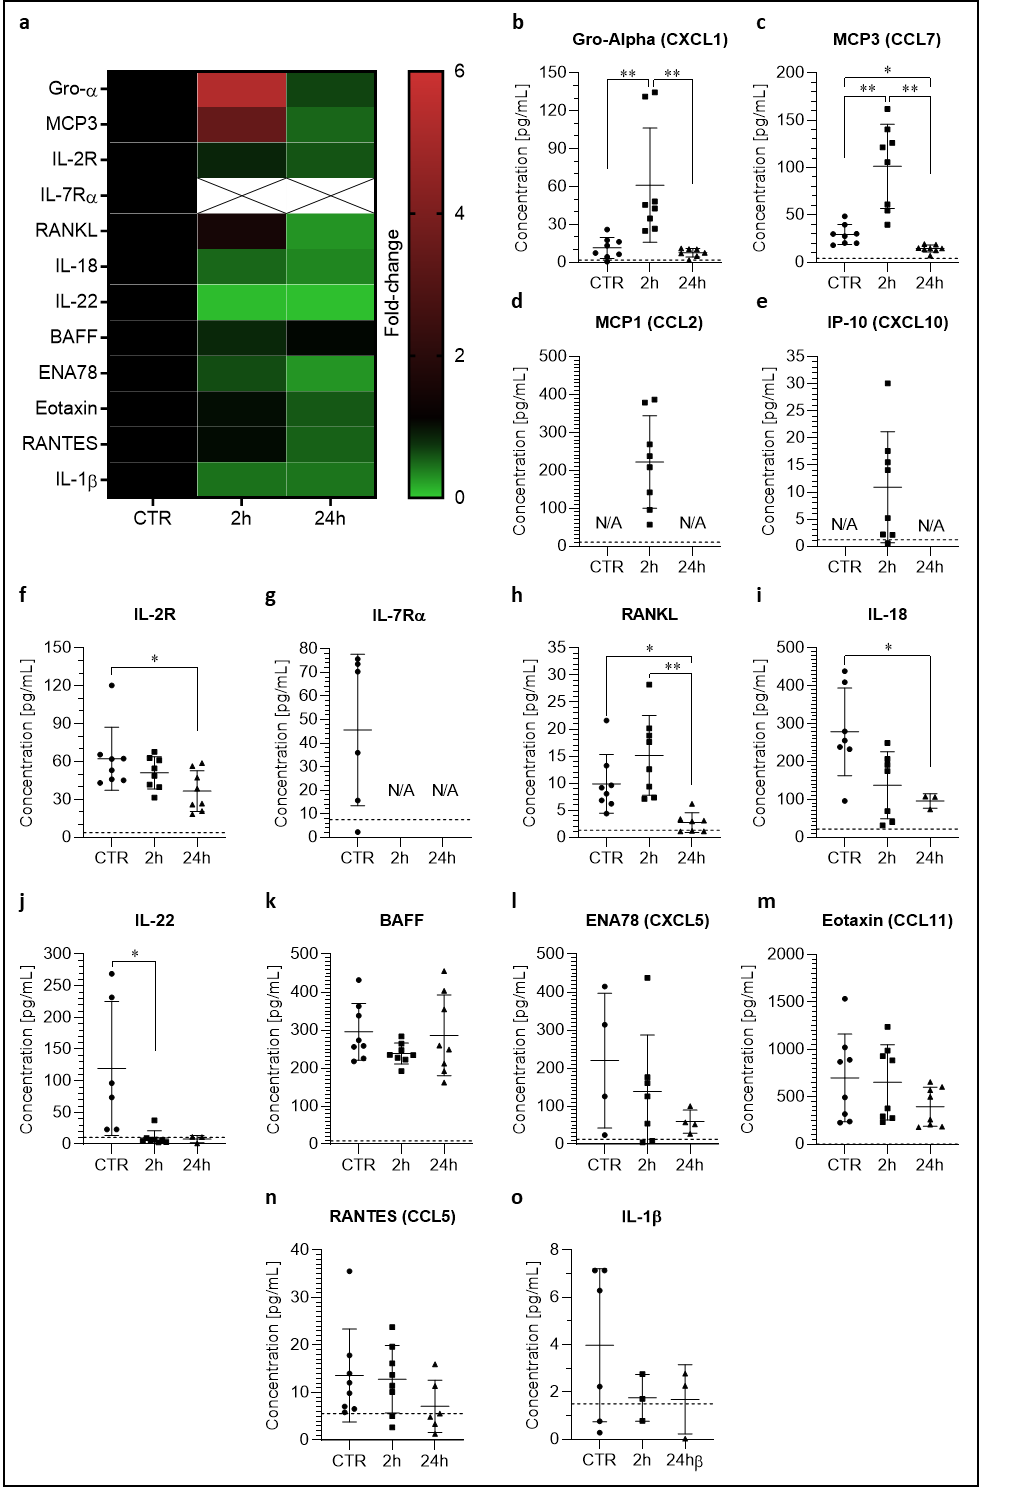 a
Gro-α
MCP3
IL-2R
IL-7Rα
RANKL
IL-18
IL-22
BAFF
ENA78
Eotaxin
RANTES
IL-1β
CTR 2h 24h
6
4
2
0
Fold-change
b
Gro-Alpha (CXCL1)
Concentration [pg/mL]
150
120
90
60
30
0
** **
CTR 2h 24h
c
MCP3 (CCL7)
Concentration [pg/mL]
200
150
100
50
0
*
** **
CTR 2h 24h
d
MCP1 (CCL2)
Concentration [pg/mL]
500
400
300
200
100
0
N/A N/A
CTR 2h 24h
e
IP-10 (CXCL10)
Concentration [pg/mL]
35
30
25
20
15
10
5
0
N/A N/A
CTR 2h 24h
f
IL-2R
Concentration [pg/mL]
150
120
90
60
30
0
*
CTR 2h 24h
g
IL-7Rα
Concentration [pg/mL]
80
70
60
50
40
30
20
10
0
N/A N/A
CTR 2h 24h
h
RANKL
Concentration [pg/mL]
35
30
25
20
15
10
5
0
*
**
CTR 2h 24h
i
IL-18
Concentration [pg/mL]
500
400
300
200
100
0
*
CTR 2h 24h
j
IL-22
Concentration [pg/mL]
300
250
200
150
100
50
0
*
CTR 2h 24h
k
BAFF
Concentration [pg/mL]
500
400
300
200
100
0
CTR 2h 24h
l
ENA78 (CXCL5)
Concentration [pg/mL]
500
400
300
200
100
0
CTR 2h 24h
m
Eotaxin (CCL11)
Concentration [pg/mL]
2000
1500
1000
500
0
CTR 2h 24h
n
RANTES (CCL5)
Concentration [pg/mL]
40
30
20
10
0
CTR 2h 24h
o
IL-1β
Concentration [pg/mL]
8
6
4
2
0
CTR 2h 24hβ